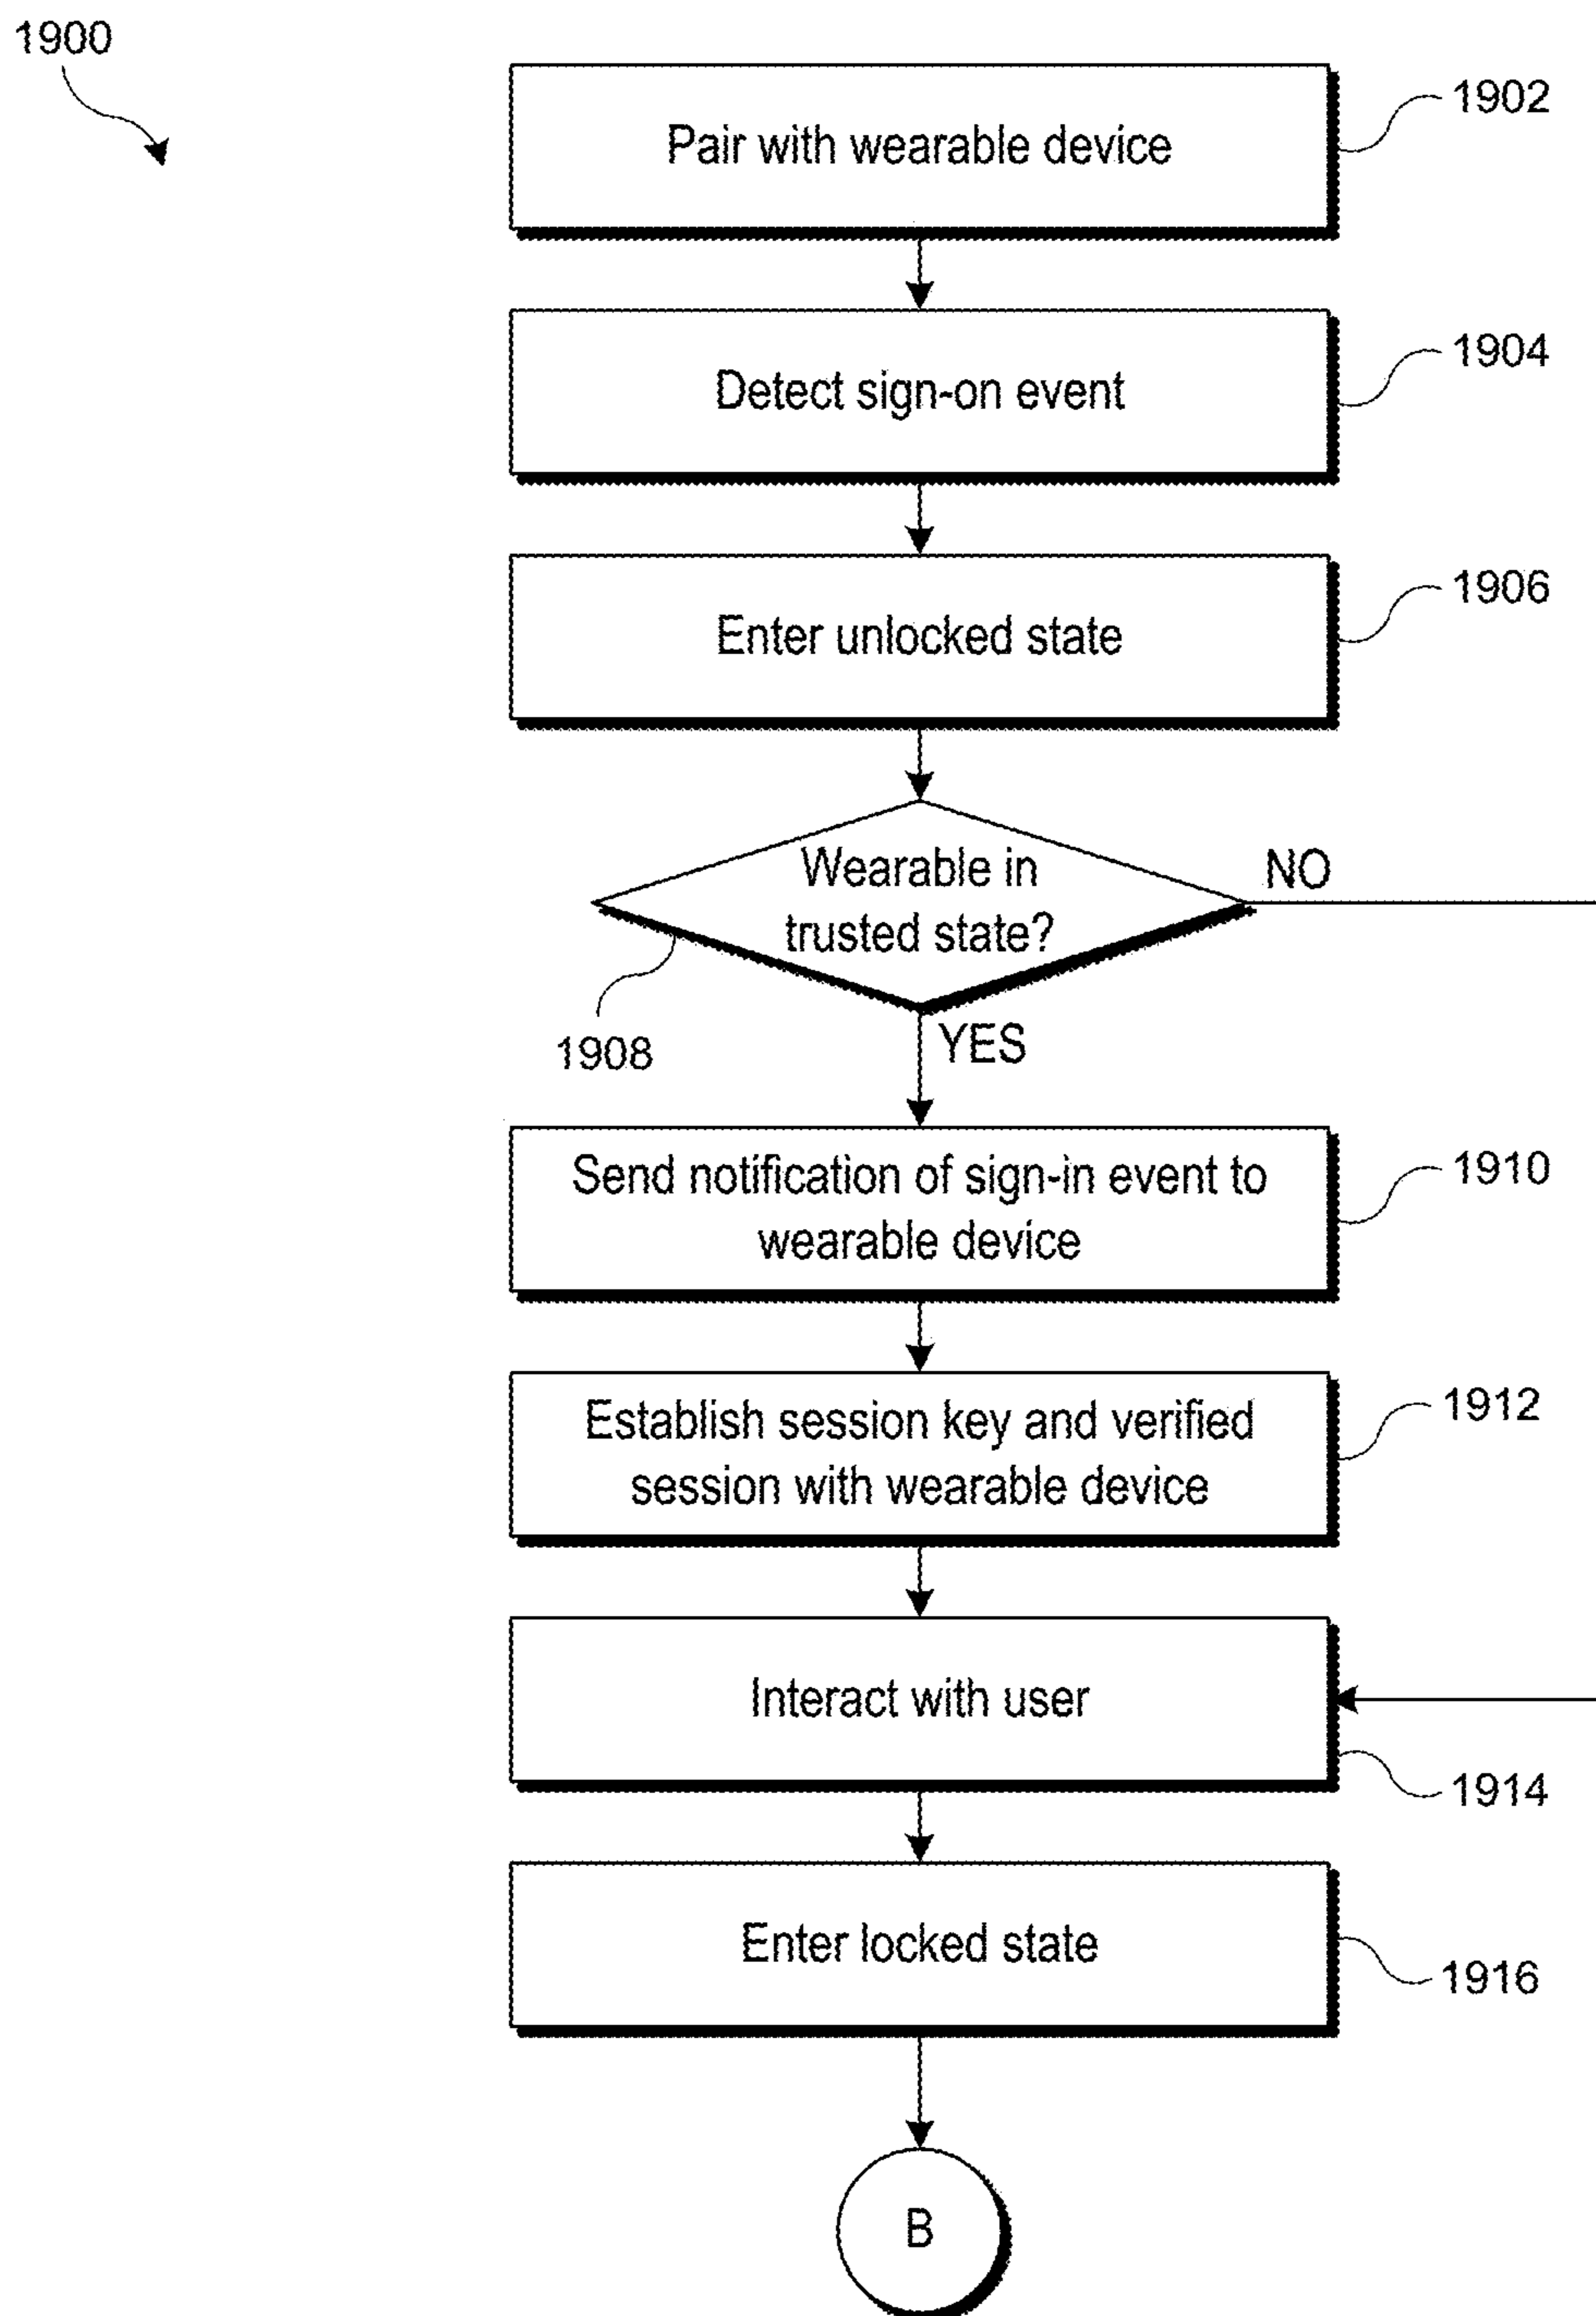 1900
Pair with wearable device
1902
Detect sign-on event
1904
Enter unlocked state
1906
Wearable in
trusted state?
NO
1908
YES
Send notification of sign-in event to
wearable device
1910
Establish session key and verified
session with wearable device
1912
Interact with user
1914
Enter locked state
1916
B